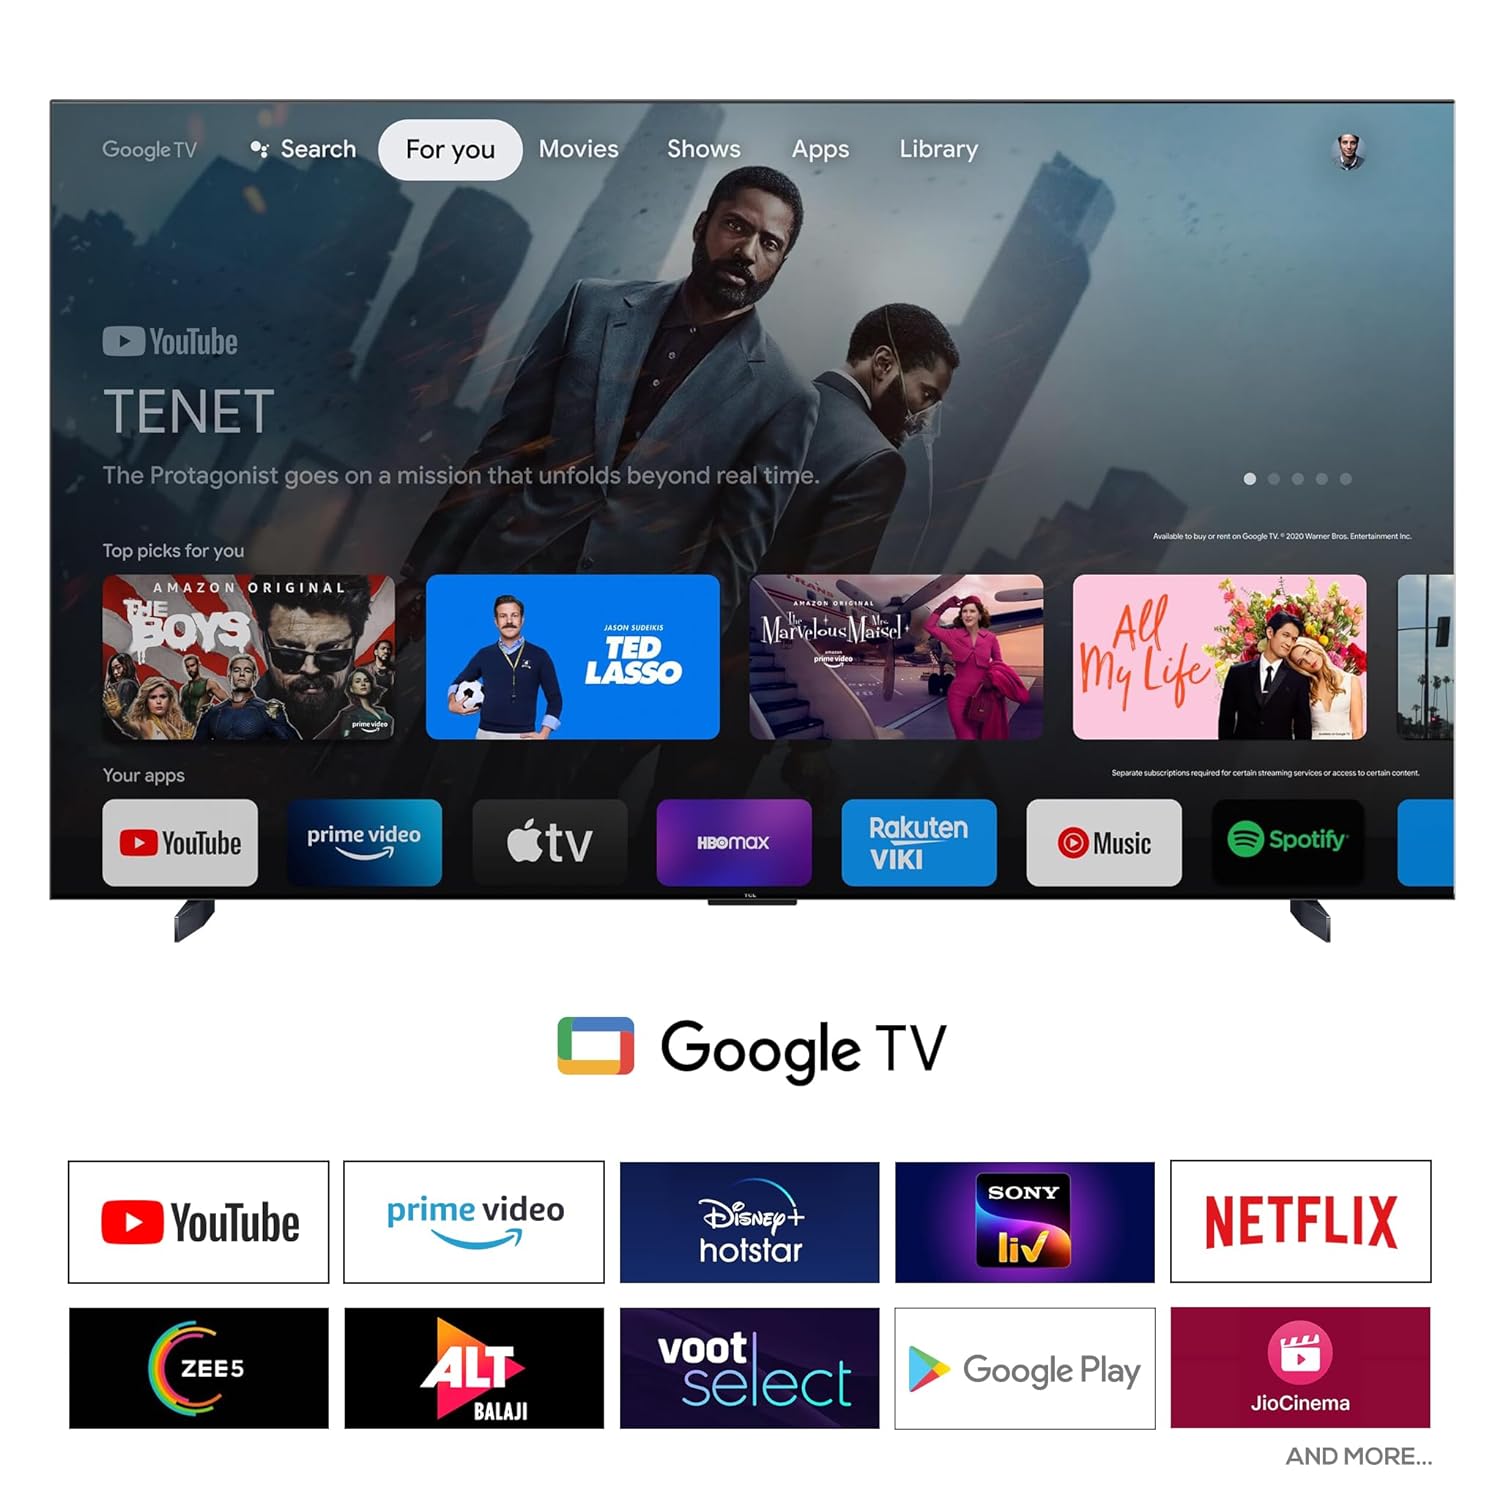 Google TV
Search
For you
Movies
Shows
Apps
Library
YouTube
TENET
The Protagonist goes on a mission that unfolds beyond real time.
Available to buy or rent on Google TV. © 2020 Warner Bros. Entertainment Inc.
Top picks for you
AMAZON ORIGINAL
THE
BOYS
prime video
JASON SUDEIKIS
TED
LASSO
AMAZON ORIGINAL
The Marvelous Mrs. Maisel
amazon
prime video
All
My Life
Your apps
Separate subscriptions required for certain streaming services or access to certain content.
YouTube
prime video
tv
HBOMAX
Rakuten
VIKI
Music
Spotify
TCL
Google TV
YouTube
prime video
Disney+
hotstar
SONY
liv
NETFLIX
ZEE5
ALT
BALAJI
voot
select
Google Play
JioCinema
AND MORE...